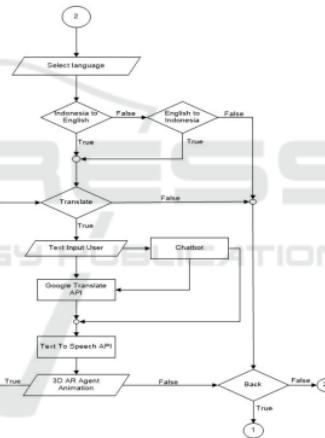 2
Select language
Indonesia to
English
False
English to
Indonesia
False
True
True
Translate
False
True
Text Input User
Chatbot
Google Translate
API
Text To Speech API
True
3D AR Agent
Animation
False
Back
False
2
True
1